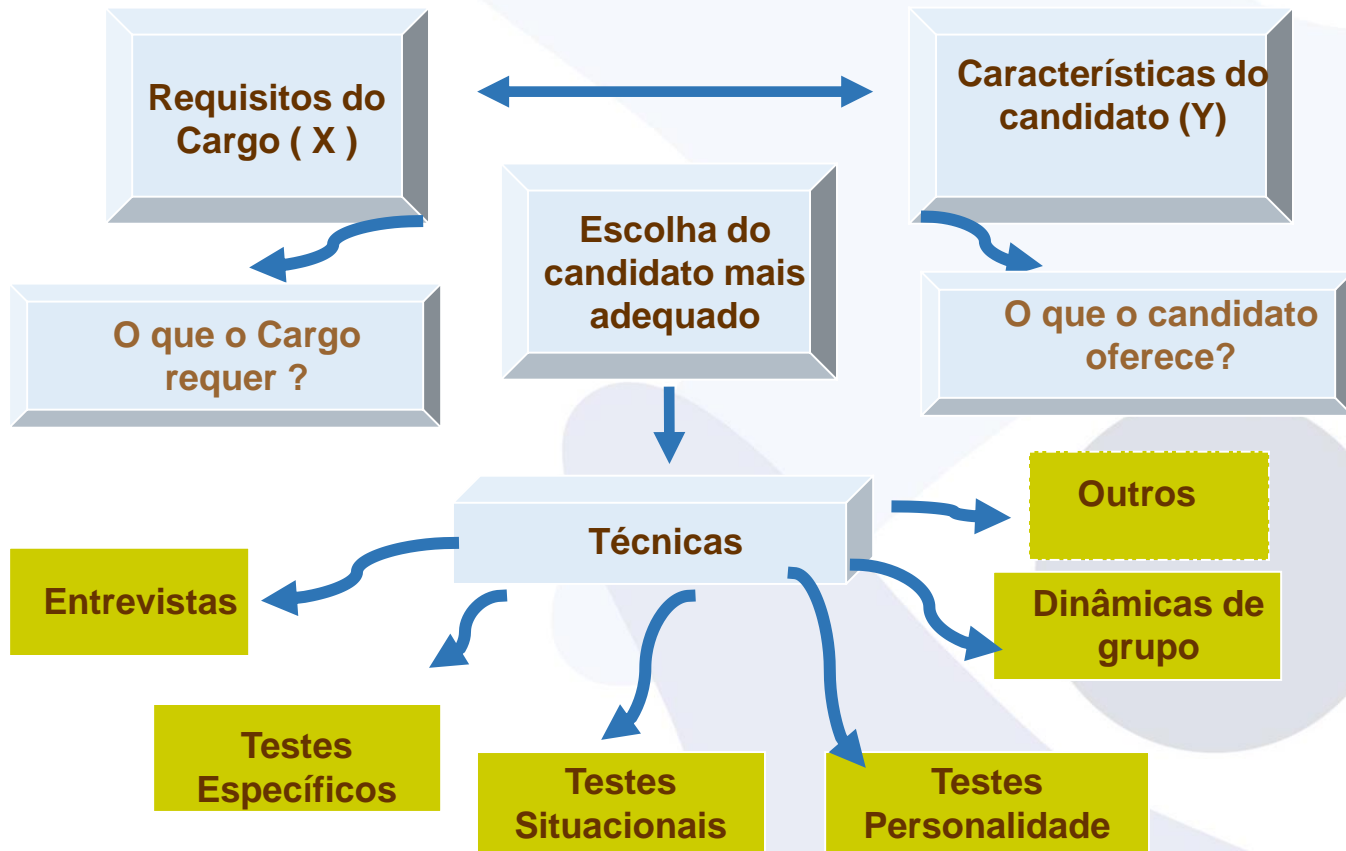 Requisitos do
Cargo ( X )
Características do
candidato (Y)
Escolha do
candidato mais
adequado
O que o Cargo
requer ?
O que o candidato
oferece?
Técnicas
Outros
Entrevistas
Dinâmicas de
grupo
Testes
Específicos
Testes
Situacionais
Testes
Personalidade